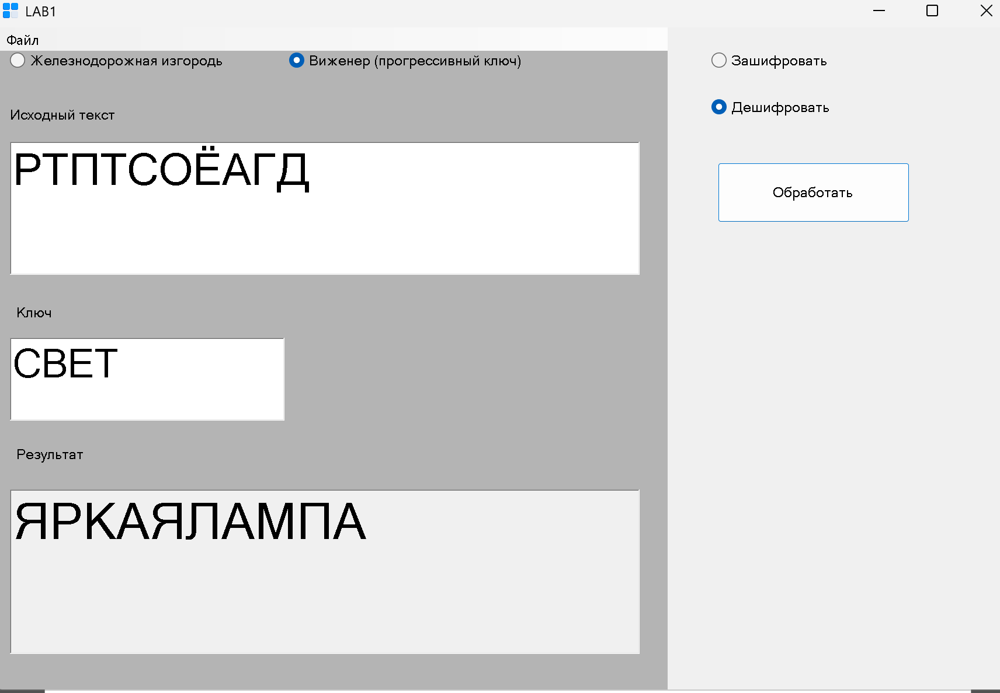 LAB1
Файл
Железнодорожная изгородь
Виженер (прогрессивный ключ)
Зашифровать
Дешифровать
Исходный текст
РТПТСОЁАГД
Обработать
Ключ
СВЕТ
Результат
ЯРКАЯЛАМПА